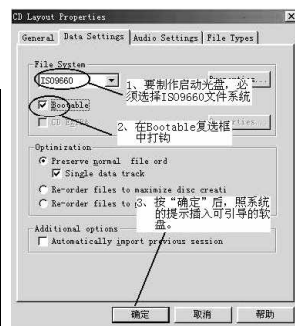 CD Layout Properties
General Data Settings Audio Settings File Types
File System
ISO9660
1、要制作启动光盘，必须选择ISO9660文件系统
Bootable
2、在Bootable复选框中打钩
Optimization
Preserve normal file ord
Single data track
Re-order files to maximize disc creati
Re-order files to
3、按“确定”后，照系统的提示插入可引导的软盘。
Additional options
Automatically import previous session
确定 取消 帮助